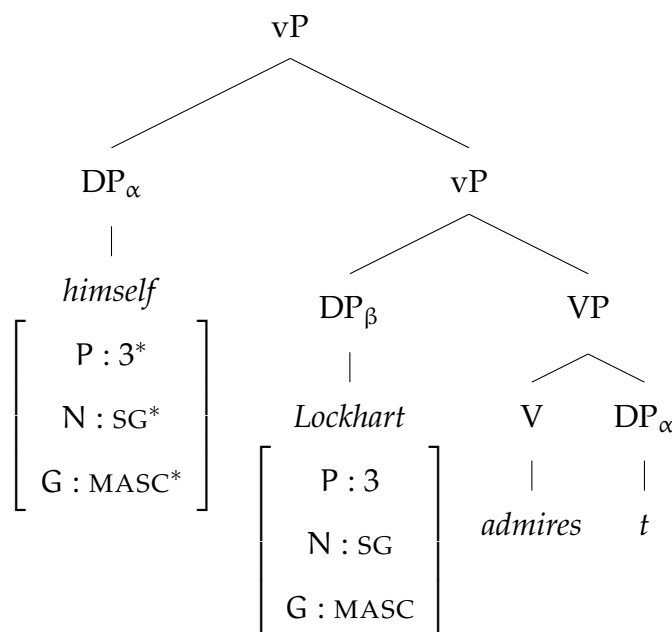 vP
DPα vP
himself DPβ VP
P : 3* Lockhart V DPα
N : SG* P : 3
G : MASC* N : SG admires t
G : MASC